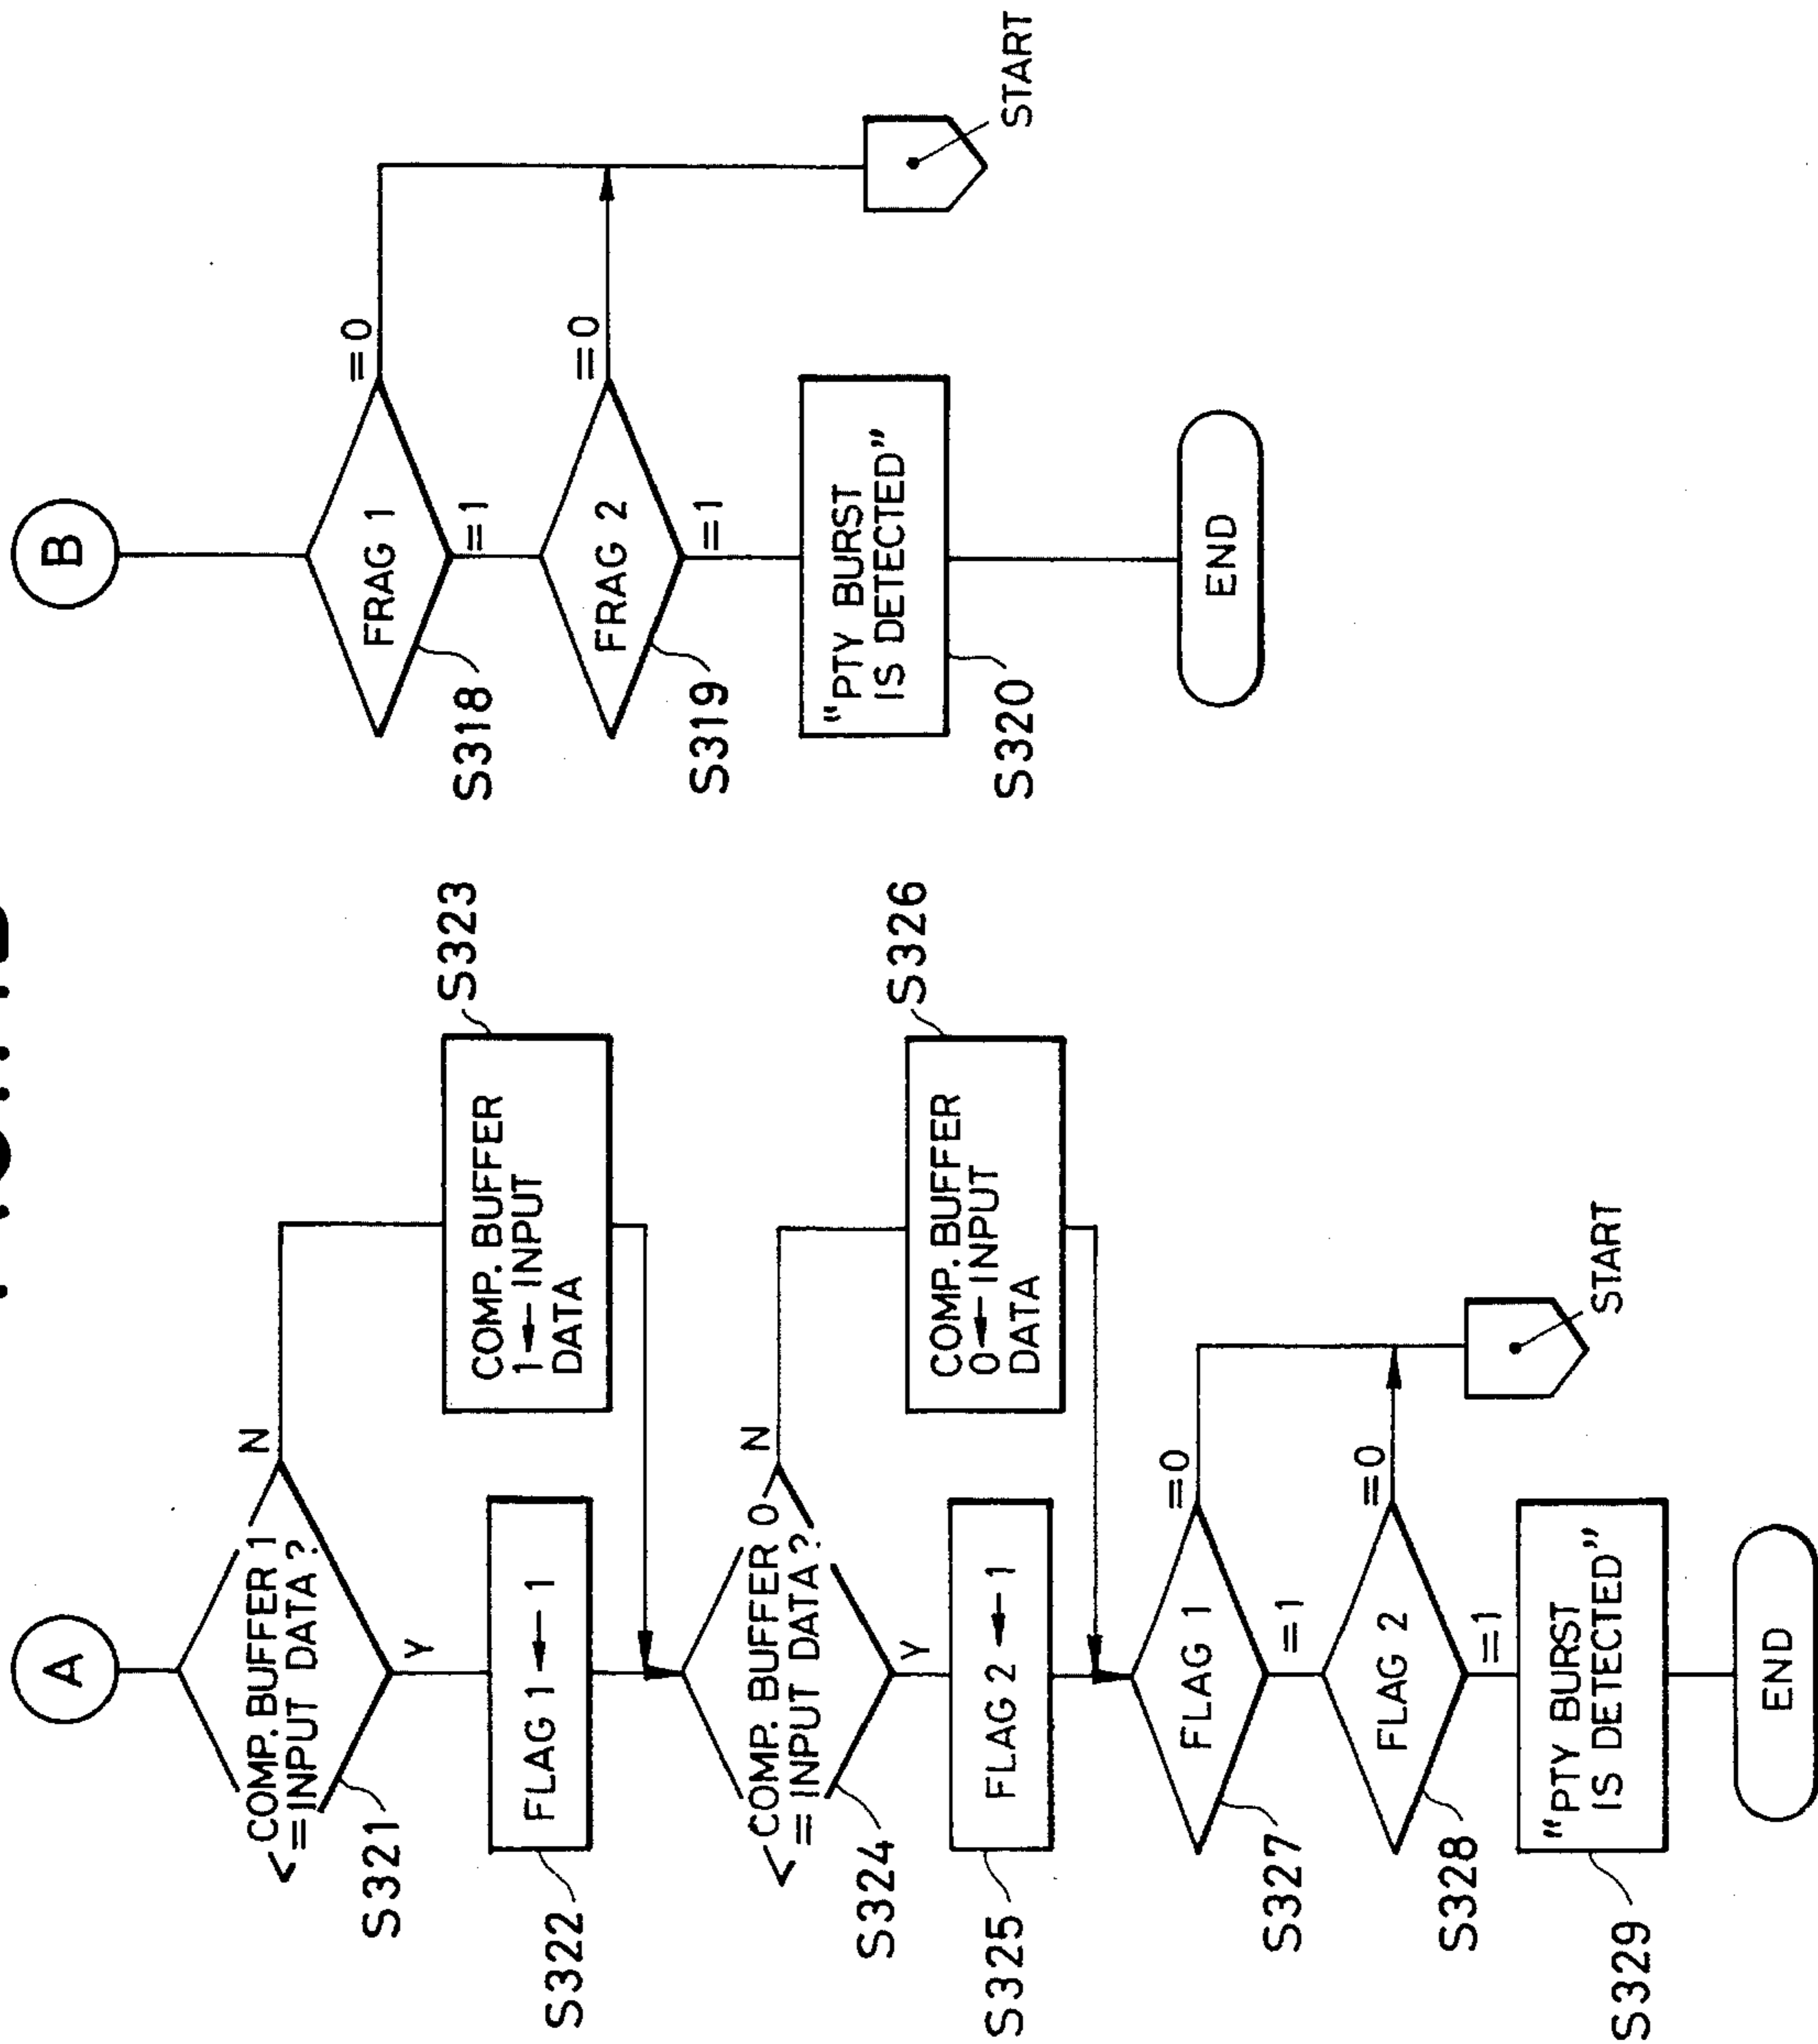 A
COMP. BUFFER 1
= INPUT DATA ?
N
Y
S321
FLAG 1 ← 1
S322
COMP. BUFFER
1 ← INPUT
DATA
S323
COMP. BUFFER 0
= INPUT DATA ?
N
Y
S324
FLAG 2 ← 1
S325
COMP. BUFFER
0 ← INPUT
DATA
S326
FLAG 1
=0
=1
S327
FLAG 2
=0
=1
S328
START
"PTY BURST
IS DETECTED"
S329
END
B
FRAG 1
=0
=1
S318
FRAG 2
=0
=1
S319
START
"PTY BURST
IS DETECTED"
S320
END